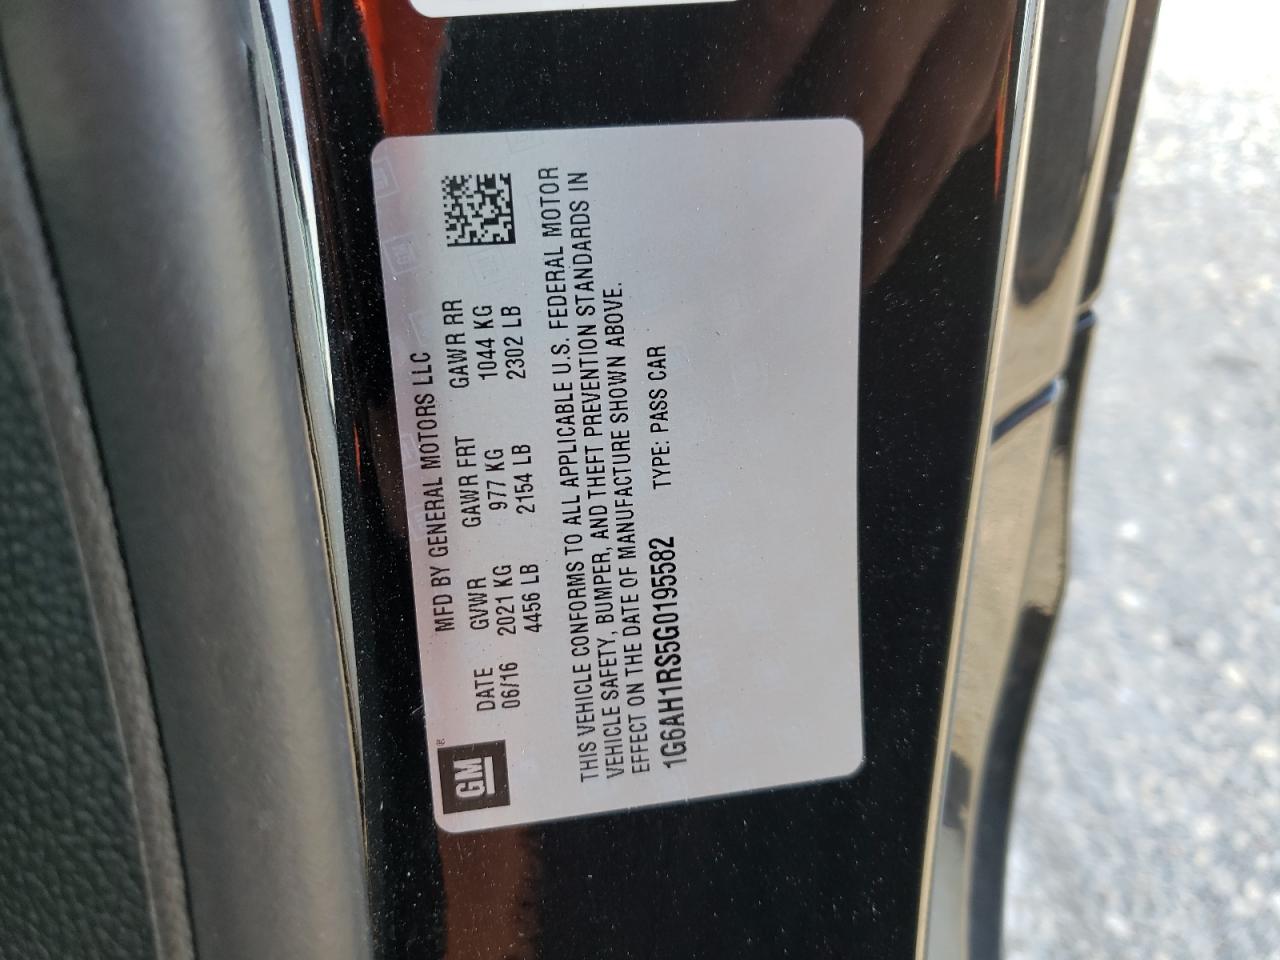 GM®
MFD BY GENERAL MOTORS LLC
DATE GVWR GAWR FRT GAWR RR
06/16 2021 KG 977 KG 1044 KG
4456 LB 2154 LB 2302 LB
THIS VEHICLE CONFORMS TO ALL APPLICABLE U.S. FEDERAL MOTOR
VEHICLE SAFETY, BUMPER, AND THEFT PREVENTION STANDARDS IN
EFFECT ON THE DATE OF MANUFACTURE SHOWN ABOVE.
1G6AH1RS5G0195582 TYPE: PASS CAR